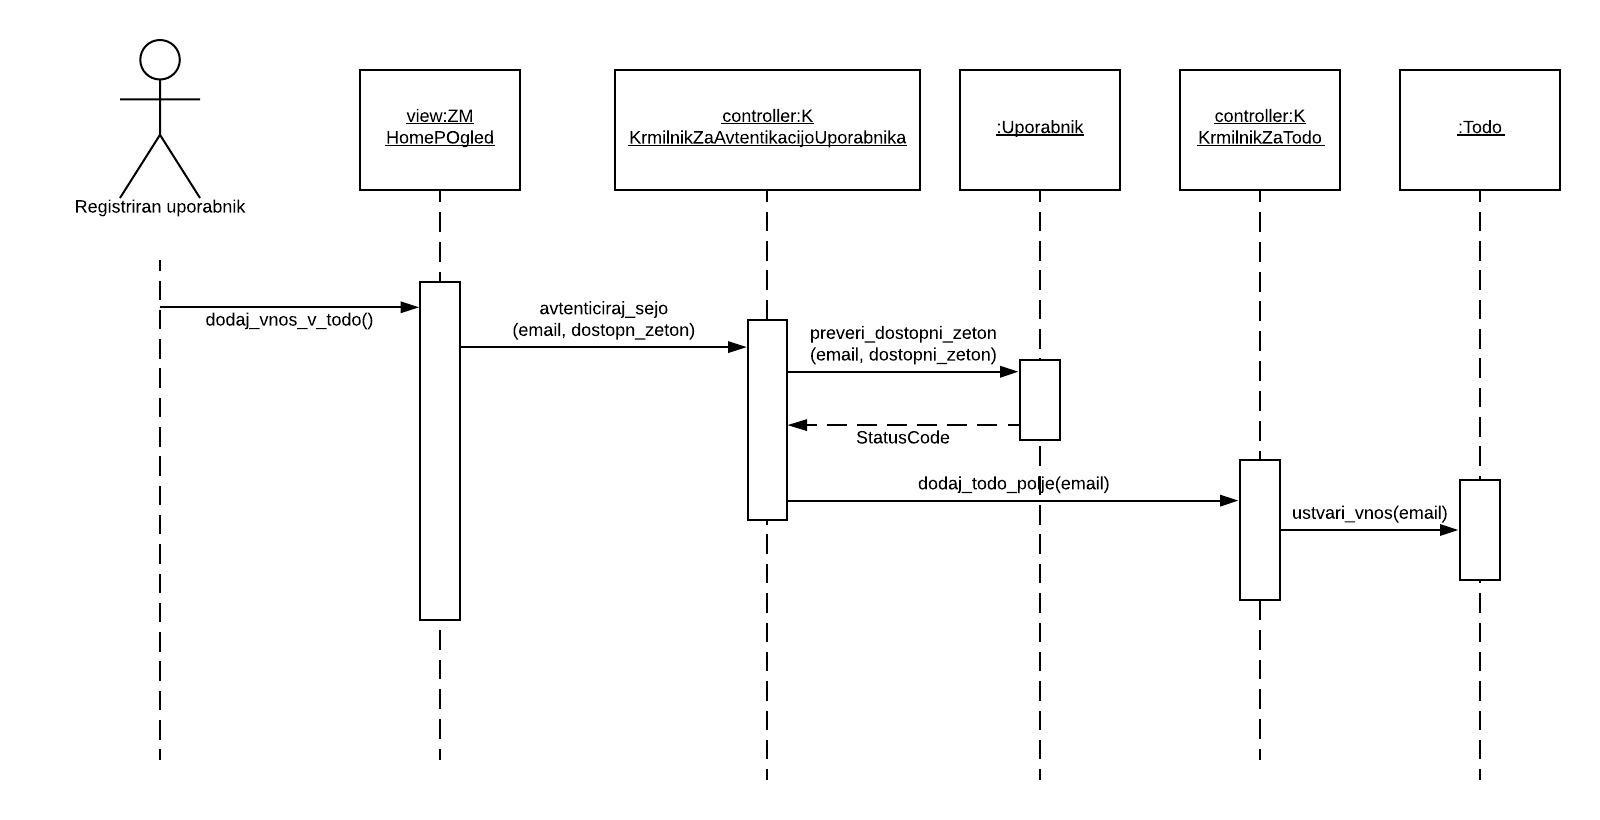 view:ZM
HomePOgled
controller:K
KrmilnikZaAvtentikacijoUporabnika
:Uporabnik
controller:K
KrmilnikZaTodo
:Todo
Registriran uporabnik
dodaj_vnos_v_todo()
avtenticiraj_sejo
(email, dostopn_zeton)
preveri_dostopni_zeton
(email, dostopni_zeton)
StatusCode
dodaj_todo_polje(email)
ustvari_vnos(email)